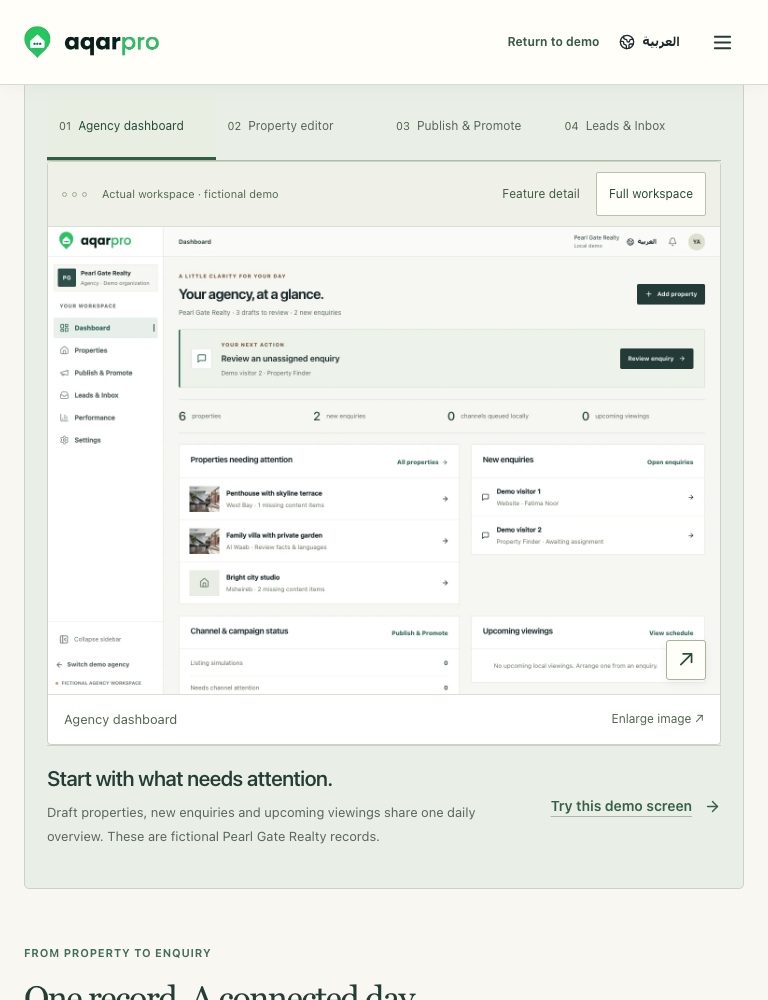 aqarpro
Return to demo
العربية
01 Agency dashboard
02 Property editor
03 Publish & Promote
04 Leads & Inbox
Actual workspace · fictional demo
Feature detail
Full workspace
aqarpro
Dashboard
Pearl Gate Realty
Local demo
العربية
YA
PG
Pearl Gate Realty
Agency · Demo organization
YOUR WORKSPACE
Dashboard
Properties
Publish & Promote
Leads & Inbox
Performance
Settings
Collapse sidebar
Switch demo agency
FICTIONAL AGENCY WORKSPACE
A LITTLE CLARITY FOR YOUR DAY
Your agency, at a glance.
Pearl Gate Realty · 3 drafts to review · 2 new enquiries
Add property
YOUR NEXT ACTION
Review an unassigned enquiry
Demo visitor 2 · Property Finder
Review enquiry
6 properties
2 new enquiries
0 channels queued locally
0 upcoming viewings
Properties needing attention
All properties
Penthouse with skyline terrace
West Bay · 1 missing content items
Family villa with private garden
Al Waab · Review facts & languages
Bright city studio
Msheireb · 2 missing content items
New enquiries
Open enquiries
Demo visitor 1
Website · Fatima Noor
Demo visitor 2
Property Finder · Awaiting assignment
Channel & campaign status
Publish & Promote
Listing simulations 0
Needs channel attention 0
Upcoming viewings
View schedule
No upcoming local viewings. Arrange one from an enquiry.
Agency dashboard
Enlarge image
Start with what needs attention.
Draft properties, new enquiries and upcoming viewings share one daily
overview. These are fictional Pearl Gate Realty records.
Try this demo screen
FROM PROPERTY TO ENQUIRY
One record. A connected day.